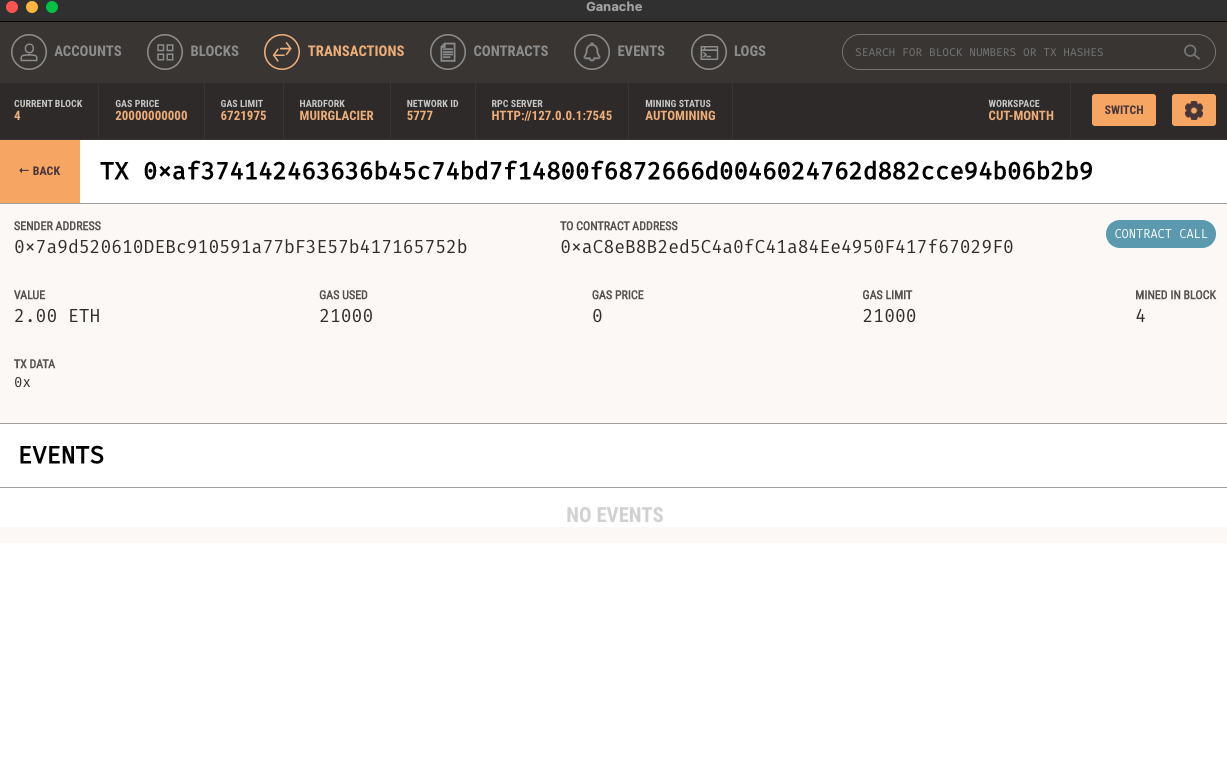 Ganache
ACCOUNTS BLOCKS TRANSACTIONS CONTRACTS EVENTS LOGS SEARCH FOR BLOCK NUMBERS OR TX HASHES
CURRENT BLOCK GAS PRICE GAS LIMIT HARDFORK NETWORK ID RPC SERVER MINING STATUS WORKSPACE
4 20000000000 6721975 MUIRGLACIER 5777 HTTP://127.0.0.1:7545 AUTOMINING CUT-MONTH SWITCH
← BACK TX 0×af374142463636b45c74bd7f14800f6872666d0046024762d882cce94b06b2b9
SENDER ADDRESS TO CONTRACT ADDRESS
0×7a9d520610DEBc910591a77bF3E57b417165752b 0×aC8eB8B2ed5C4a0fC41a84Ee4950F417f67029F0 CONTRACT CALL
VALUE GAS USED GAS PRICE GAS LIMIT MINED IN BLOCK
2.00 ETH 21000 0 21000 4
TX DATA
0x
EVENTS
NO EVENTS